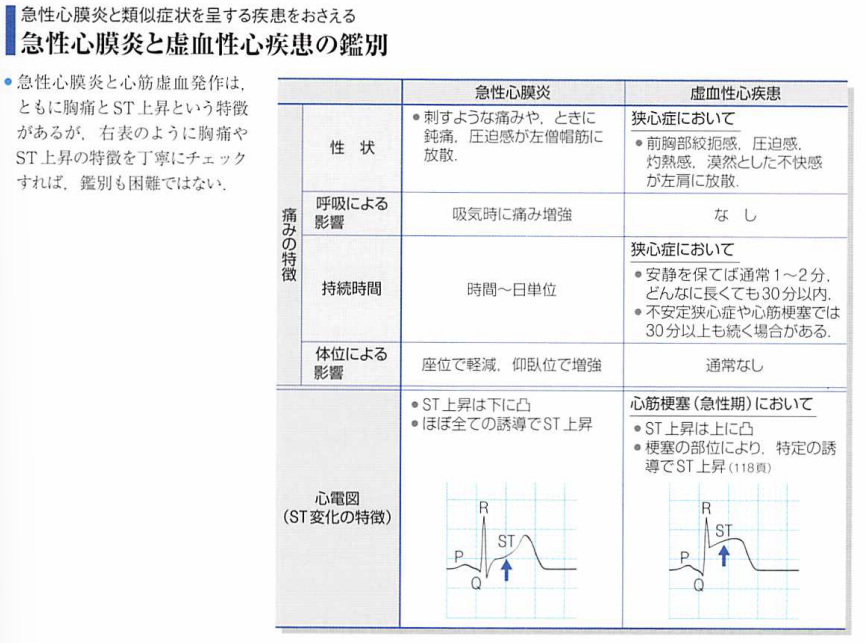 急性心膜炎と類似症状を呈する疾患をおさえる
急性心膜炎と虚血性心疾患の鑑別
● 急性心膜炎と心筋虚血発作は，
ともに胸痛とST上昇という特徴
があるが，右表のように胸痛や
ST上昇の特徴を丁寧にチェック
すれば，鑑別も困難ではない．
急性心膜炎
虚血性心疾患
痛みの特徴
性　状
● 刺すような痛みや，ときに
鈍痛，圧迫感が左僧帽筋に
放散．
狭心症において
● 前胸部絞扼感，圧迫感，
灼熱感，漠然とした不快感
が左肩に放散．
呼吸による
影響
吸気時に痛み増強
な　し
持続時間
時間～日単位
狭心症において
● 安静を保てば通常1～2分，
どんなに長くても30分以内．
● 不安定狭心症や心筋梗塞では
30分以上も続く場合がある．
体位による
影響
座位で軽減，仰臥位で増強
通常なし
心電図
（ST変化の特徴）
● ST上昇は下に凸
● ほぼ全ての誘導でST上昇
P
Q
R
ST
心筋梗塞（急性期）において
● ST上昇は上に凸
● 梗塞の部位により，特定の誘
導でST上昇（118頁）
P
Q
R
ST